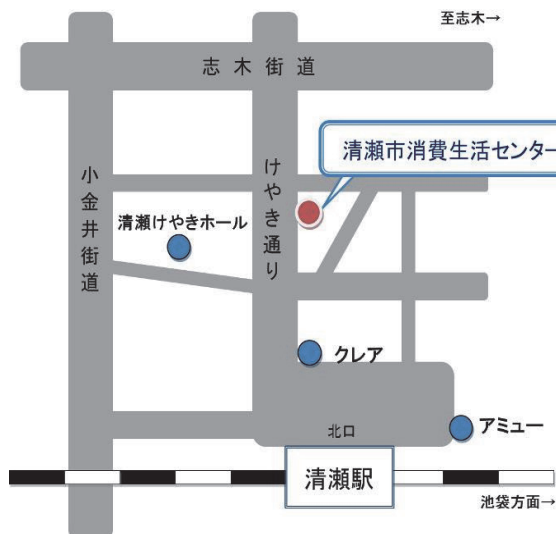 至志木→
志木街道
清瀬市消費生活センター
小金井街道
けやき通り
清瀬けやきホール
クレア
アミュー
北口
清瀬駅
池袋方面→